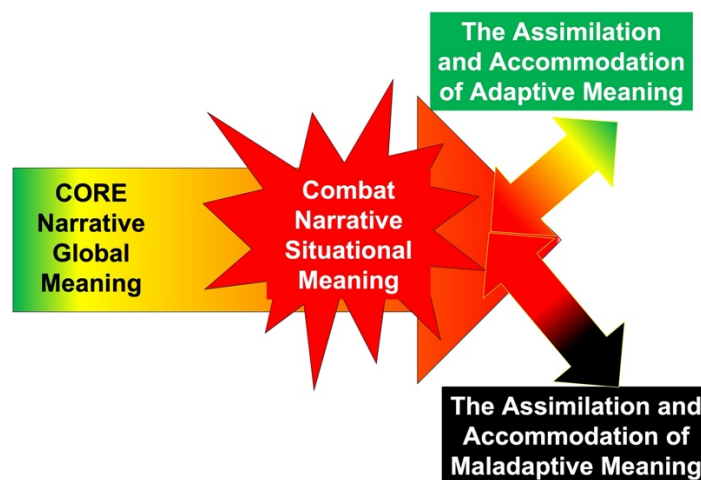 The Assimilation
and Accommodation
of Adaptive Meaning
CORE
Narrative
Global
Meaning
Combat
Narrative
Situational
Meaning
The Assimilation and
Accommodation of
Maladaptive Meaning